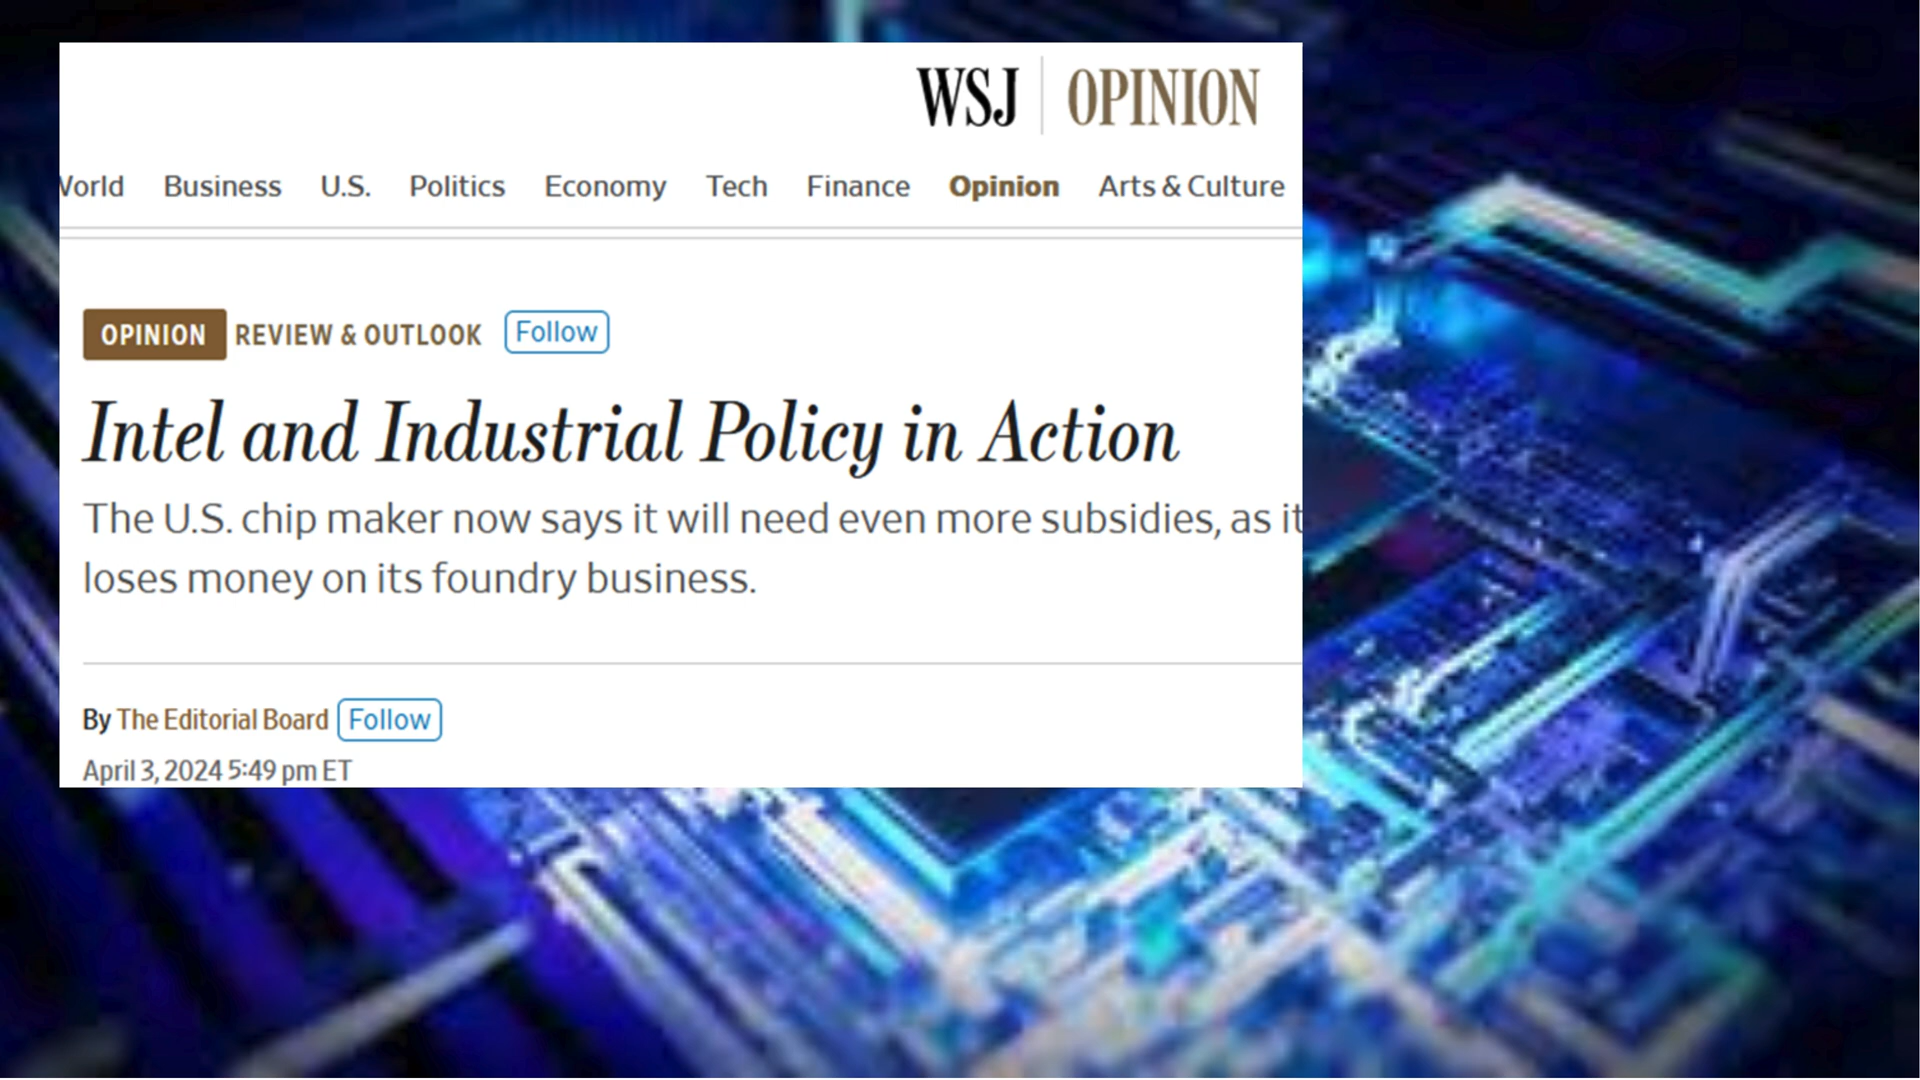 WSJ | OPINION
World Business U.S. Politics Economy Tech Finance Opinion Arts & Culture
OPINION REVIEW & OUTLOOK Follow
Intel and Industrial Policy in Action
The U.S. chip maker now says it will need even more subsidies, as it
loses money on its foundry business.
By The Editorial Board Follow
April 3, 2024 5:49 pm ET